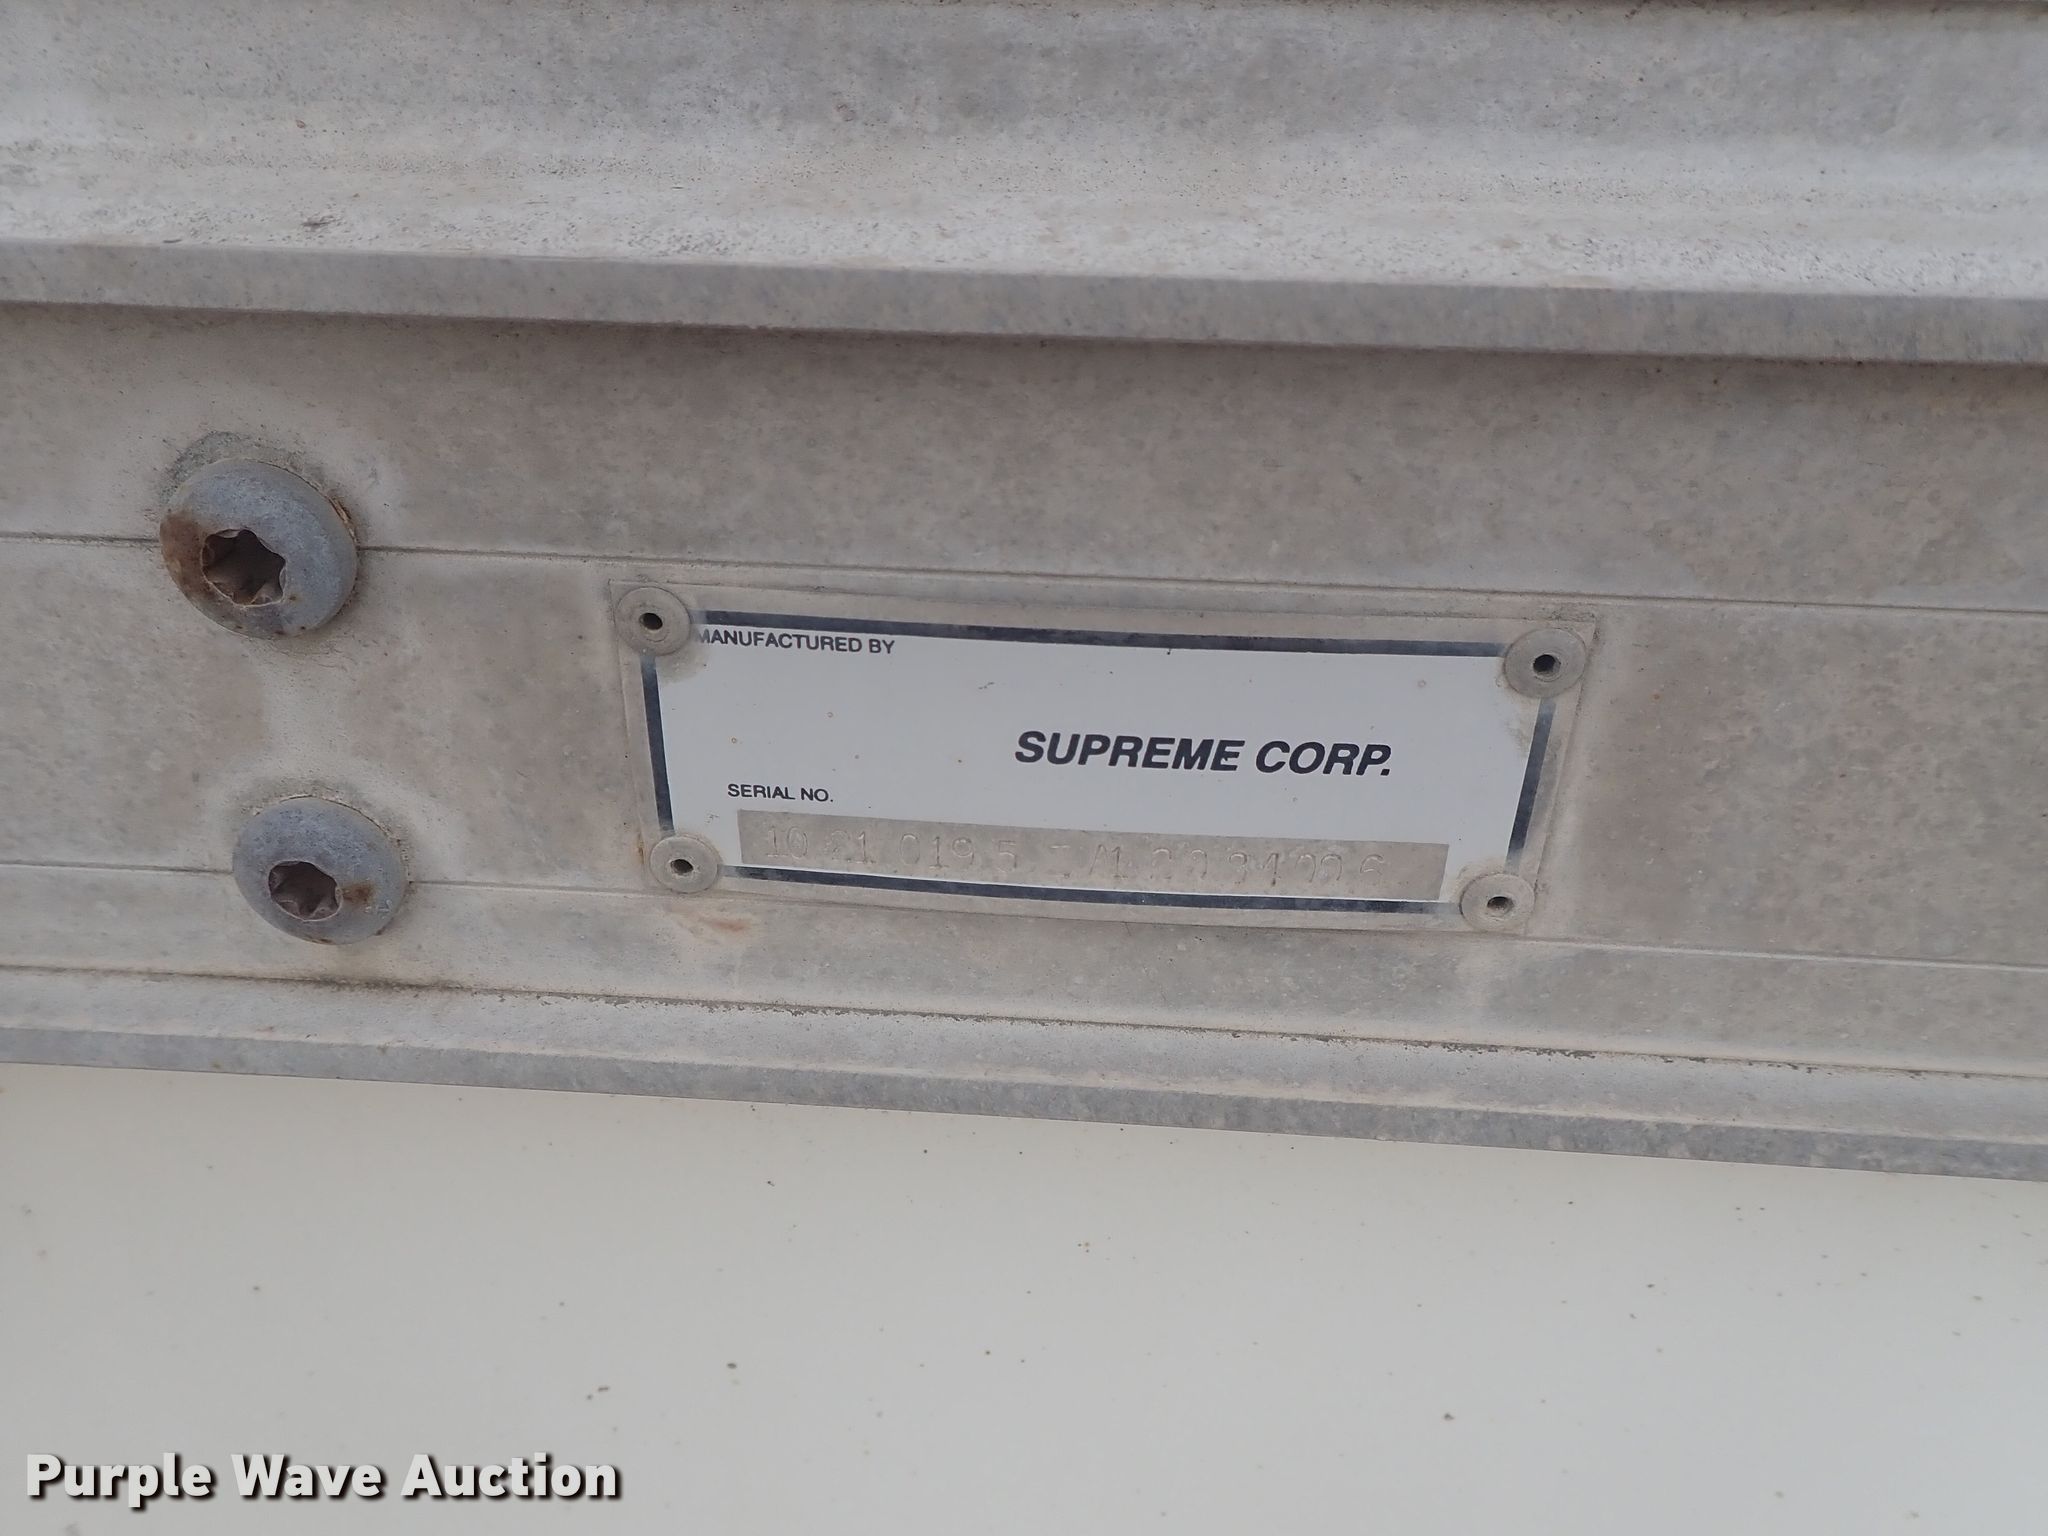 MANUFACTURED BY
SUPREME CORP.
SERIAL NO.
Purple Wave Auction